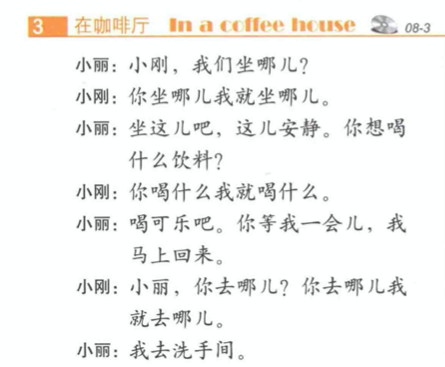 3 在咖啡厅 In a coffee house 08-3
小丽：小刚，我们坐哪儿？
小刚：你坐哪儿我就坐哪儿。
小丽：坐这儿吧，这儿安静。你想喝
什么饮料？
小刚：你喝什么我就喝什么。
小丽：喝可乐吧。你等我一会儿，我
马上回来。
小刚：小丽，你去哪儿？你去哪儿我
就去哪儿。
小丽：我去洗手间。